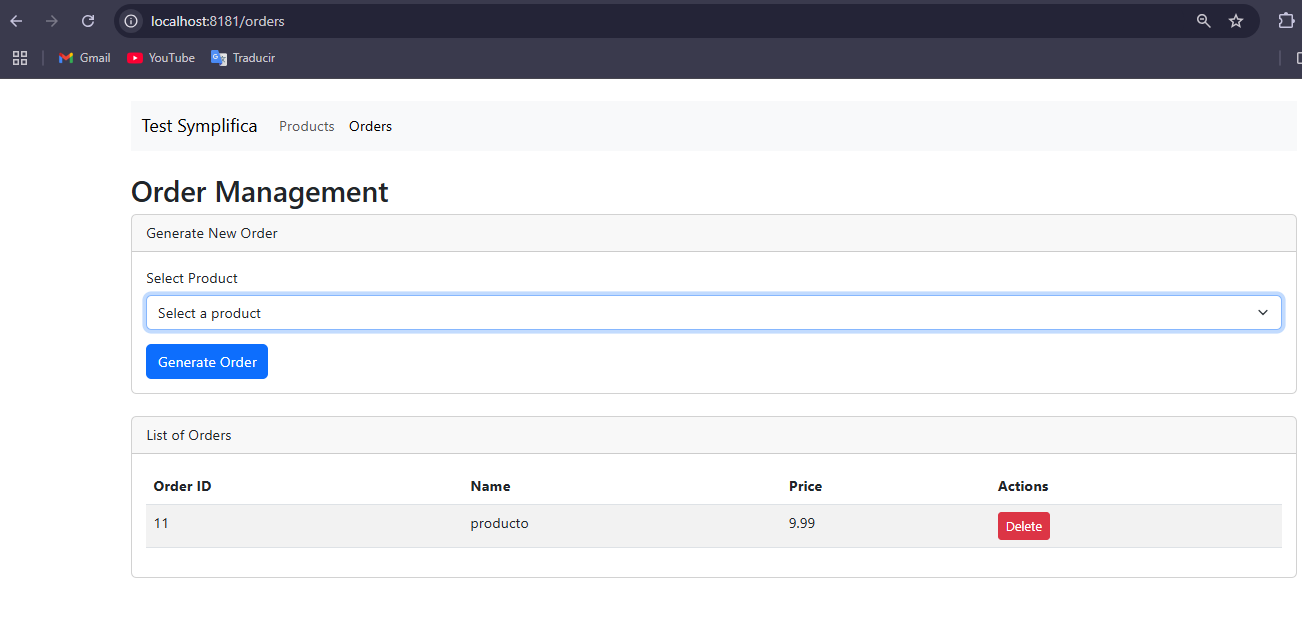 localhost:8181/orders
Gmail YouTube Traducir
Test Symplifica Products Orders
Order Management
Generate New Order
Select Product
Select a product
Generate Order
List of Orders
Order ID Name Price Actions
11 producto 9.99 Delete